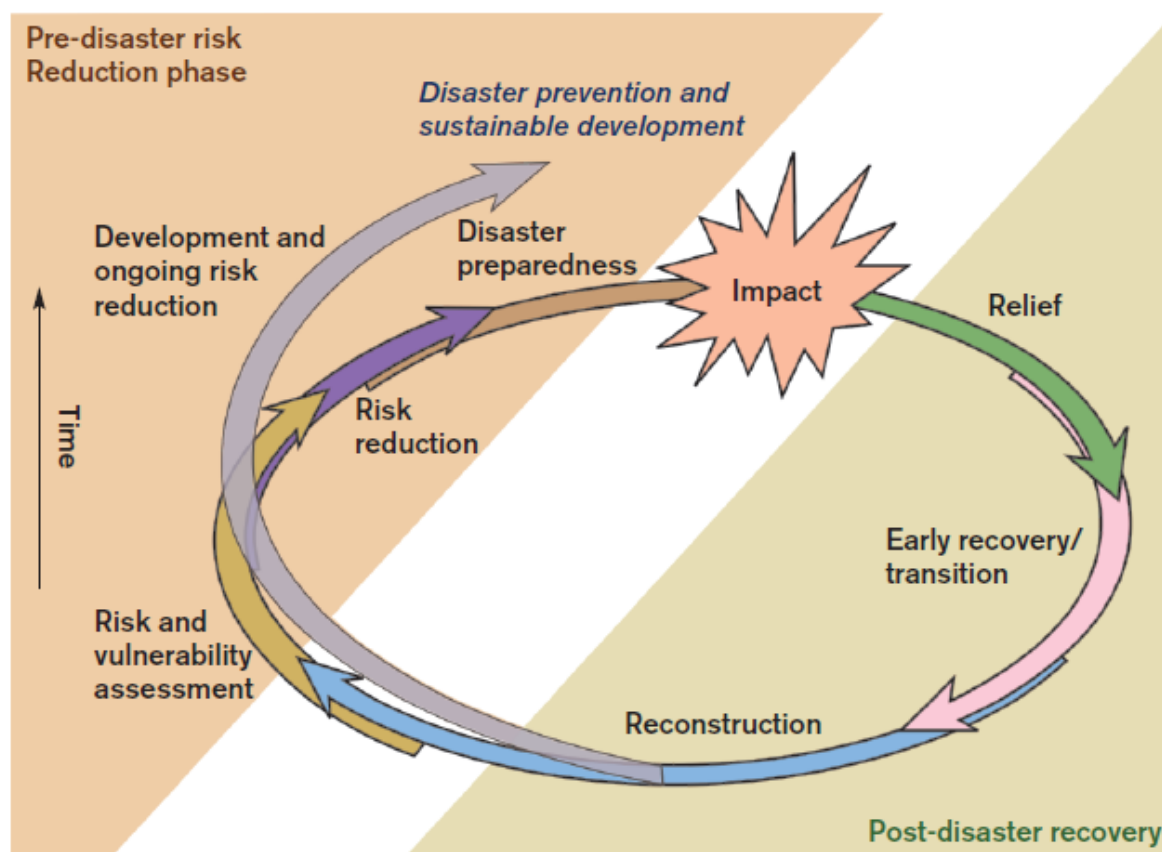 Pre-disaster risk
Reduction phase
Disaster prevention and
sustainable development
Development and
ongoing risk
reduction
Disaster
preparedness
Impact
Relief
Time
Risk
reduction
Early recovery/
transition
Risk and
vulnerability
assessment
Reconstruction
Post-disaster recovery